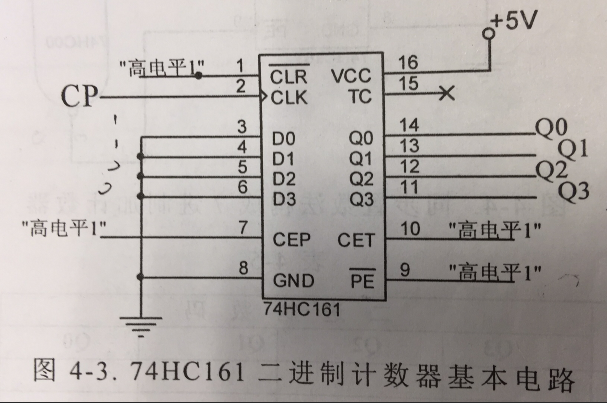 +5V
"高电平1" 1 CLR VCC 16
CP 2 CLK TC 15
3 D0 Q0 14 Q0
4 D1 Q1 13 Q1
5 D2 Q2 12 Q2
6 D3 Q3 11 Q3
"高电平1" 7 CEP CET 10 "高电平1"
8 GND PE 9 "高电平1"
74HC161
图 4-3. 74HC161 二进制计数器基本电路